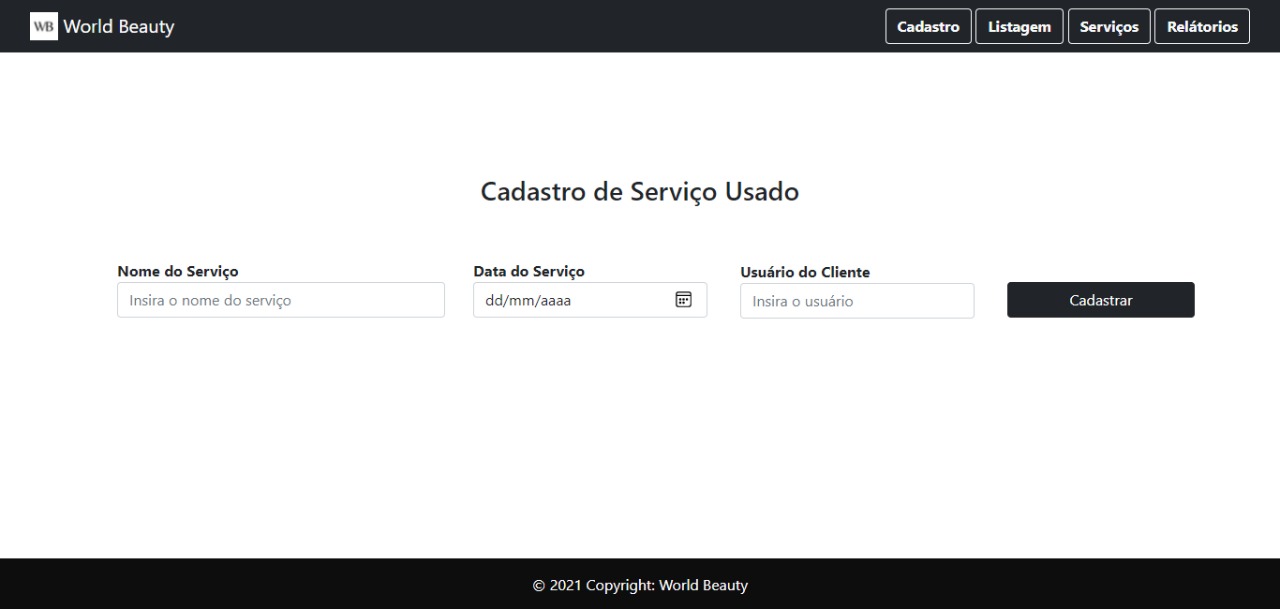 WB World Beauty
Cadastro Listagem Serviços Relátorios
Cadastro de Serviço Usado
Nome do Serviço Data do Serviço Usuário do Cliente
Insira o nome do serviço dd/mm/aaaa Insira o usuário Cadastrar
© 2021 Copyright: World Beauty